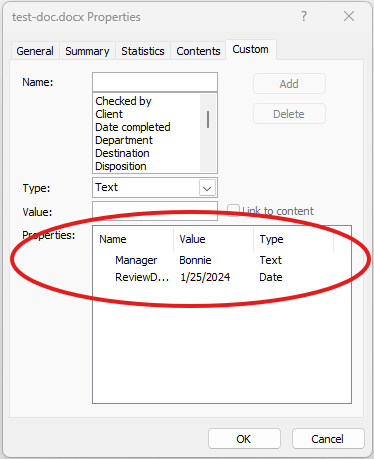 test-doc.docx Properties ?
General Summary Statistics Contents Custom
Name: Add
Checked by
Client
Date completed
Department
Destination
Disposition
Delete
Type: Text
Value: Link to content
Properties:
Name Value Type
Manager Bonnie Text
ReviewD... 1/25/2024 Date
OK Cancel